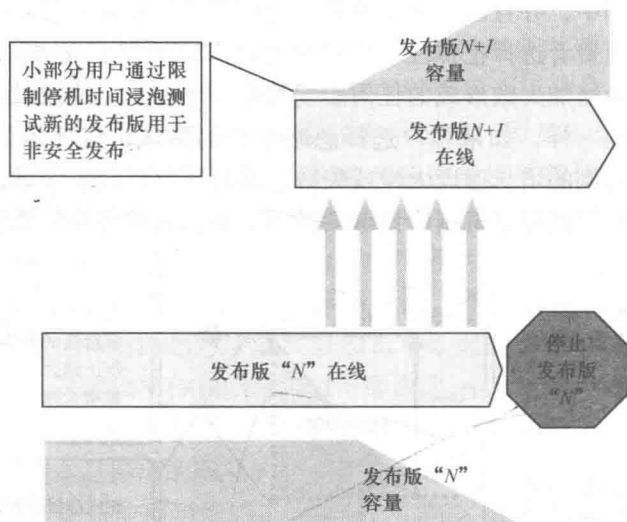 发布版N+I
容量
小部分用户通过限
制停机时间浸泡测
试新的发布版用于
非安全发布
发布版N+I
在线
发布版“N”在线
停止
发布版
“N”
发布版“N”
容量